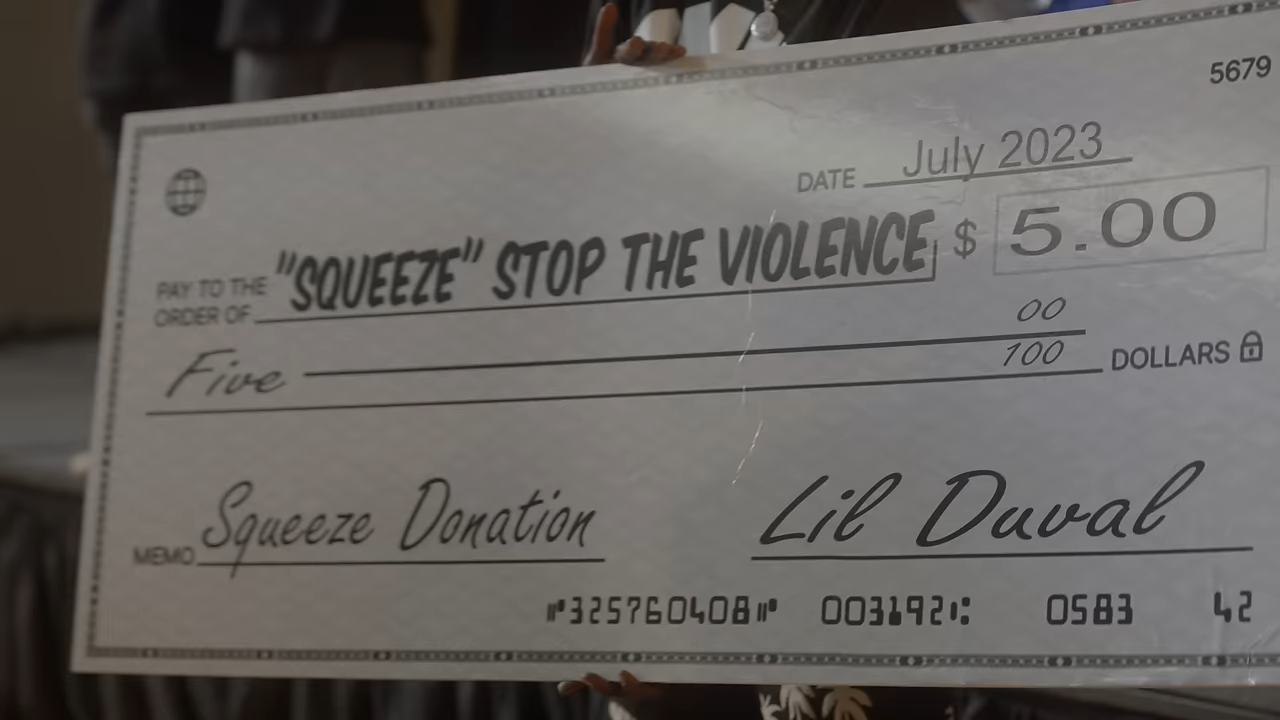 5679
DATE July 2023
PAY TO THE
ORDER OF "SQUEEZE" STOP THE VIOLENCE $ 5.00
Five 00
100 DOLLARS
MEMO Squeeze Donation Lil Duval
⑈325760408⑈ 0031921⑆ 0583 42